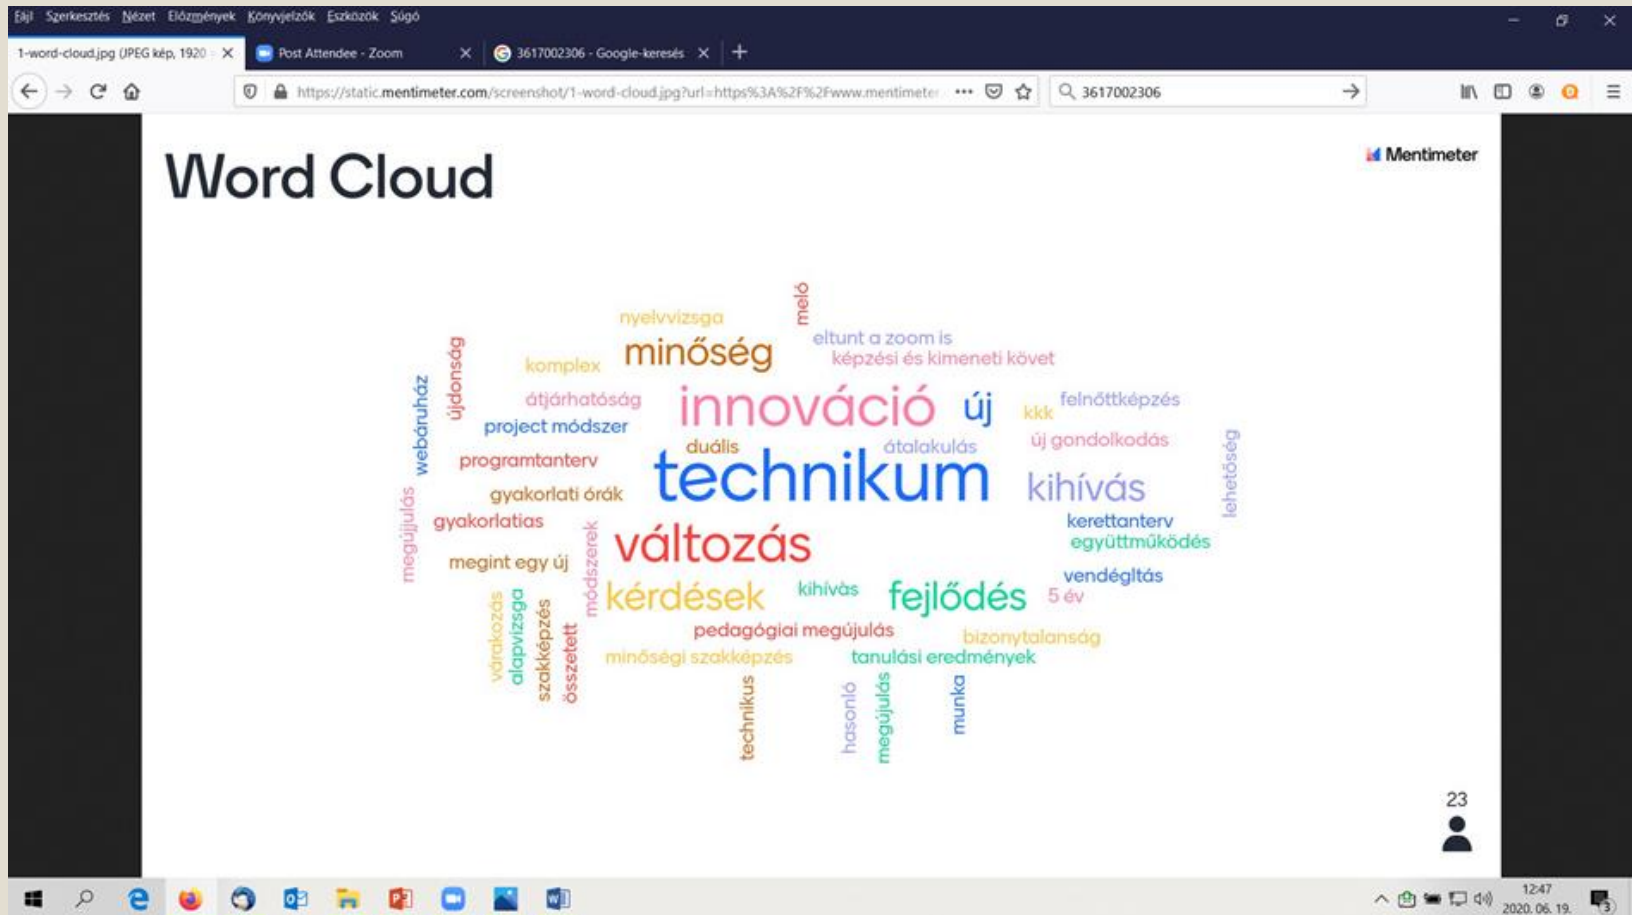 Fájl Szerkesztés Nézet Előzmények Könyvjelzők Eszközök Súgó
1-word-cloud.jpg (JPEG kép, 1920
Post Attendee - Zoom
3617002306 - Google-keresés
https://static.mentimeter.com/screenshot/1-word-cloud.jpg?url=https%3A%2F%2Fwww.mentimeter
3617002306
Word Cloud
Mentimeter
meló
nyelvvizsga
eltunt a zoom is
minőség
képzési és kimeneti követ
komplex
újdonság
webáruház
átjárhatóság
innováció
új
kkk
felnőttképzés
project módszer
duális
átalakulás
új gondolkodás
programtanterv
technikum
kihívás
lehetőség
gyakorlati órák
megújjulás
gyakorlatias
kerettanterv
együttműködés
módszerek
változás
megint egy új
vendégltás
kérdések
kihívàs
fejlődés
5 év
várakozás
alapvizsga
szakképzés
összetett
pedagógiai megújulás
bizonytalanság
minőségi szakképzés
tanulási eredmények
technikus
hasonló
megújulás
munka
23
12:47
2020. 06. 19.
3